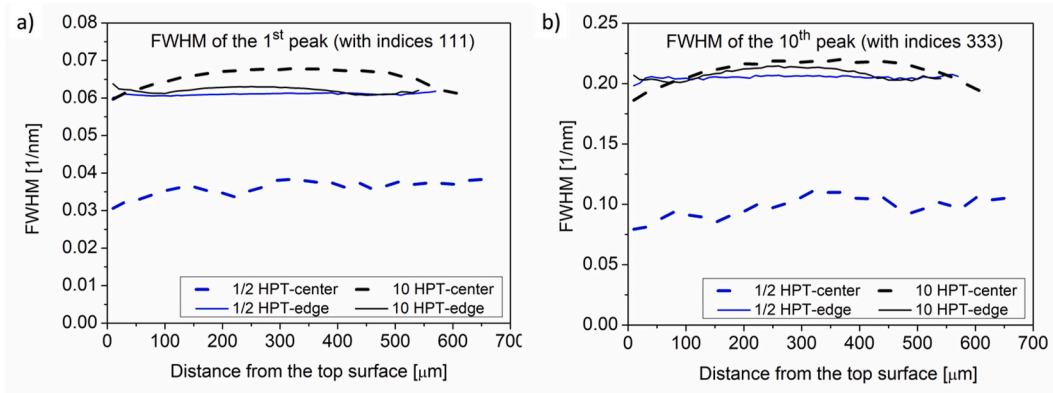 a)
FWHM of the 1st peak (with indices 111)
0.08
0.07
0.06
0.05
0.04
0.03
0.02
0.01
0.00
FWHM [1/nm]
1/2 HPT-center 10 HPT-center
1/2 HPT-edge 10 HPT-edge
0 100 200 300 400 500 600 700
Distance from the top surface [μm]
b)
FWHM of the 10th peak (with indices 333)
0.25
0.20
0.15
0.10
0.05
0.00
FWHM [1/nm]
1/2 HPT-center 10 HPT-center
1/2 HPT-edge 10 HPT-edge
0 100 200 300 400 500 600 700
Distance from the top surface [μm]